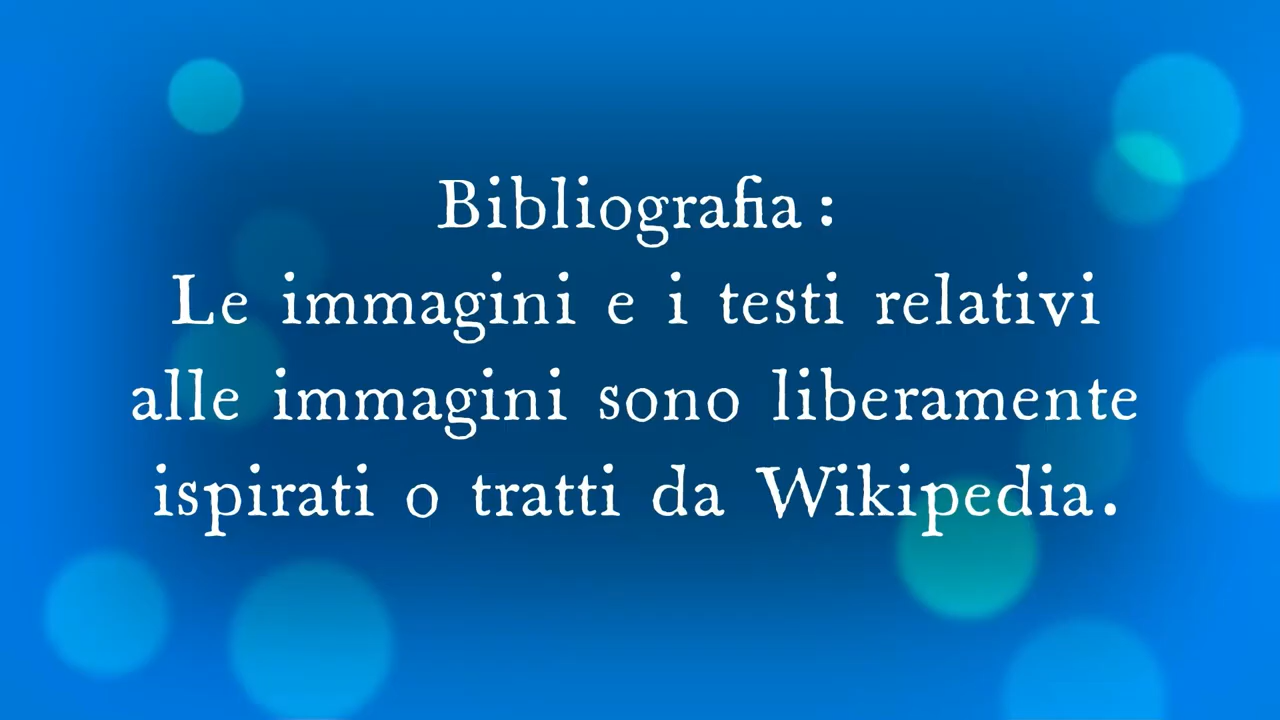 Bibliografia :
Le immagini e i testi relativi
alle immagini sono liberamente
ispirati o tratti da Wikipedia.